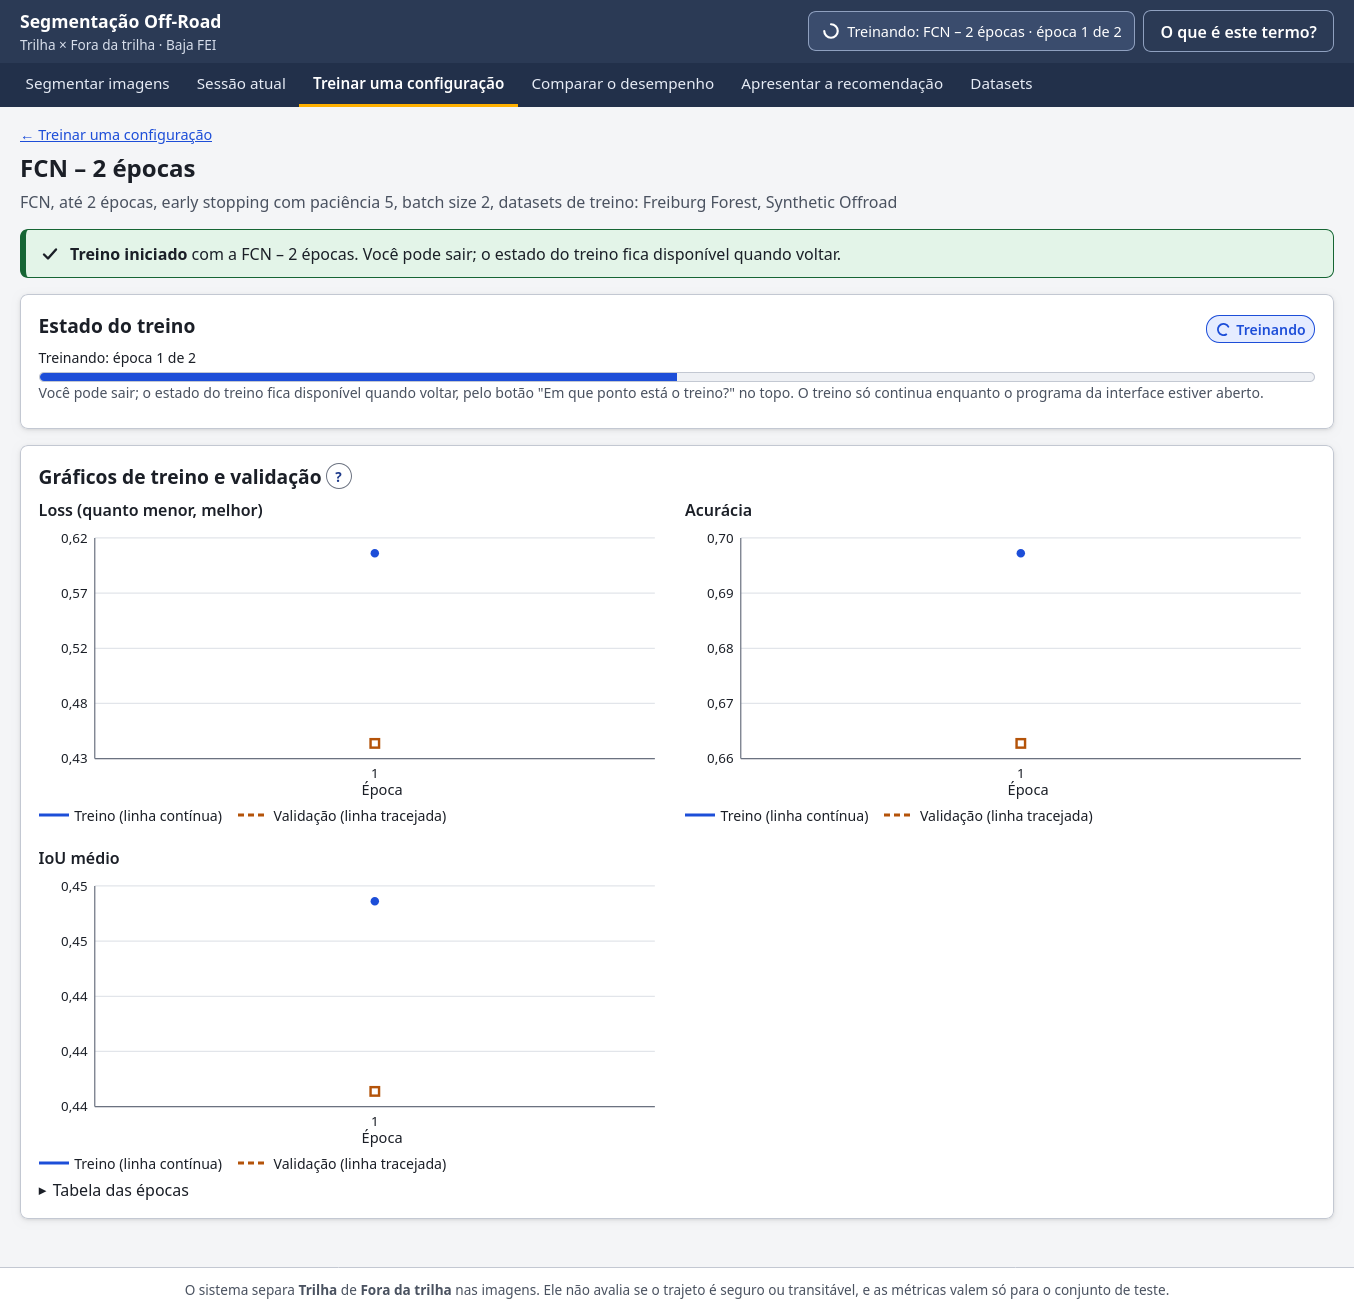 Segmentação Off-Road
Trilha × Fora da trilha · Baja FEI
Treinando: FCN – 2 épocas · época 1 de 2
O que é este termo?
Segmentar imagens
Sessão atual
Treinar uma configuração
Comparar o desempenho
Apresentar a recomendação
Datasets
← Treinar uma configuração
FCN – 2 épocas
FCN, até 2 épocas, early stopping com paciência 5, batch size 2, datasets de treino: Freiburg Forest, Synthetic Offroad
Treino iniciado com a FCN – 2 épocas. Você pode sair; o estado do treino fica disponível quando voltar.
Estado do treino
Treinando
Treinando: época 1 de 2
Você pode sair; o estado do treino fica disponível quando voltar, pelo botão "Em que ponto está o treino?" no topo. O treino só continua enquanto o programa da interface estiver aberto.
Gráficos de treino e validação ?
Loss (quanto menor, melhor)
0,62
0,57
0,52
0,48
0,43
1
Época
Treino (linha contínua)
Validação (linha tracejada)
Acurácia
0,70
0,69
0,68
0,67
0,66
1
Época
Treino (linha contínua)
Validação (linha tracejada)
IoU médio
0,45
0,45
0,44
0,44
0,44
1
Época
Treino (linha contínua)
Validação (linha tracejada)
▸ Tabela das épocas
O sistema separa Trilha de Fora da trilha nas imagens. Ele não avalia se o trajeto é seguro ou transitável, e as métricas valem só para o conjunto de teste.